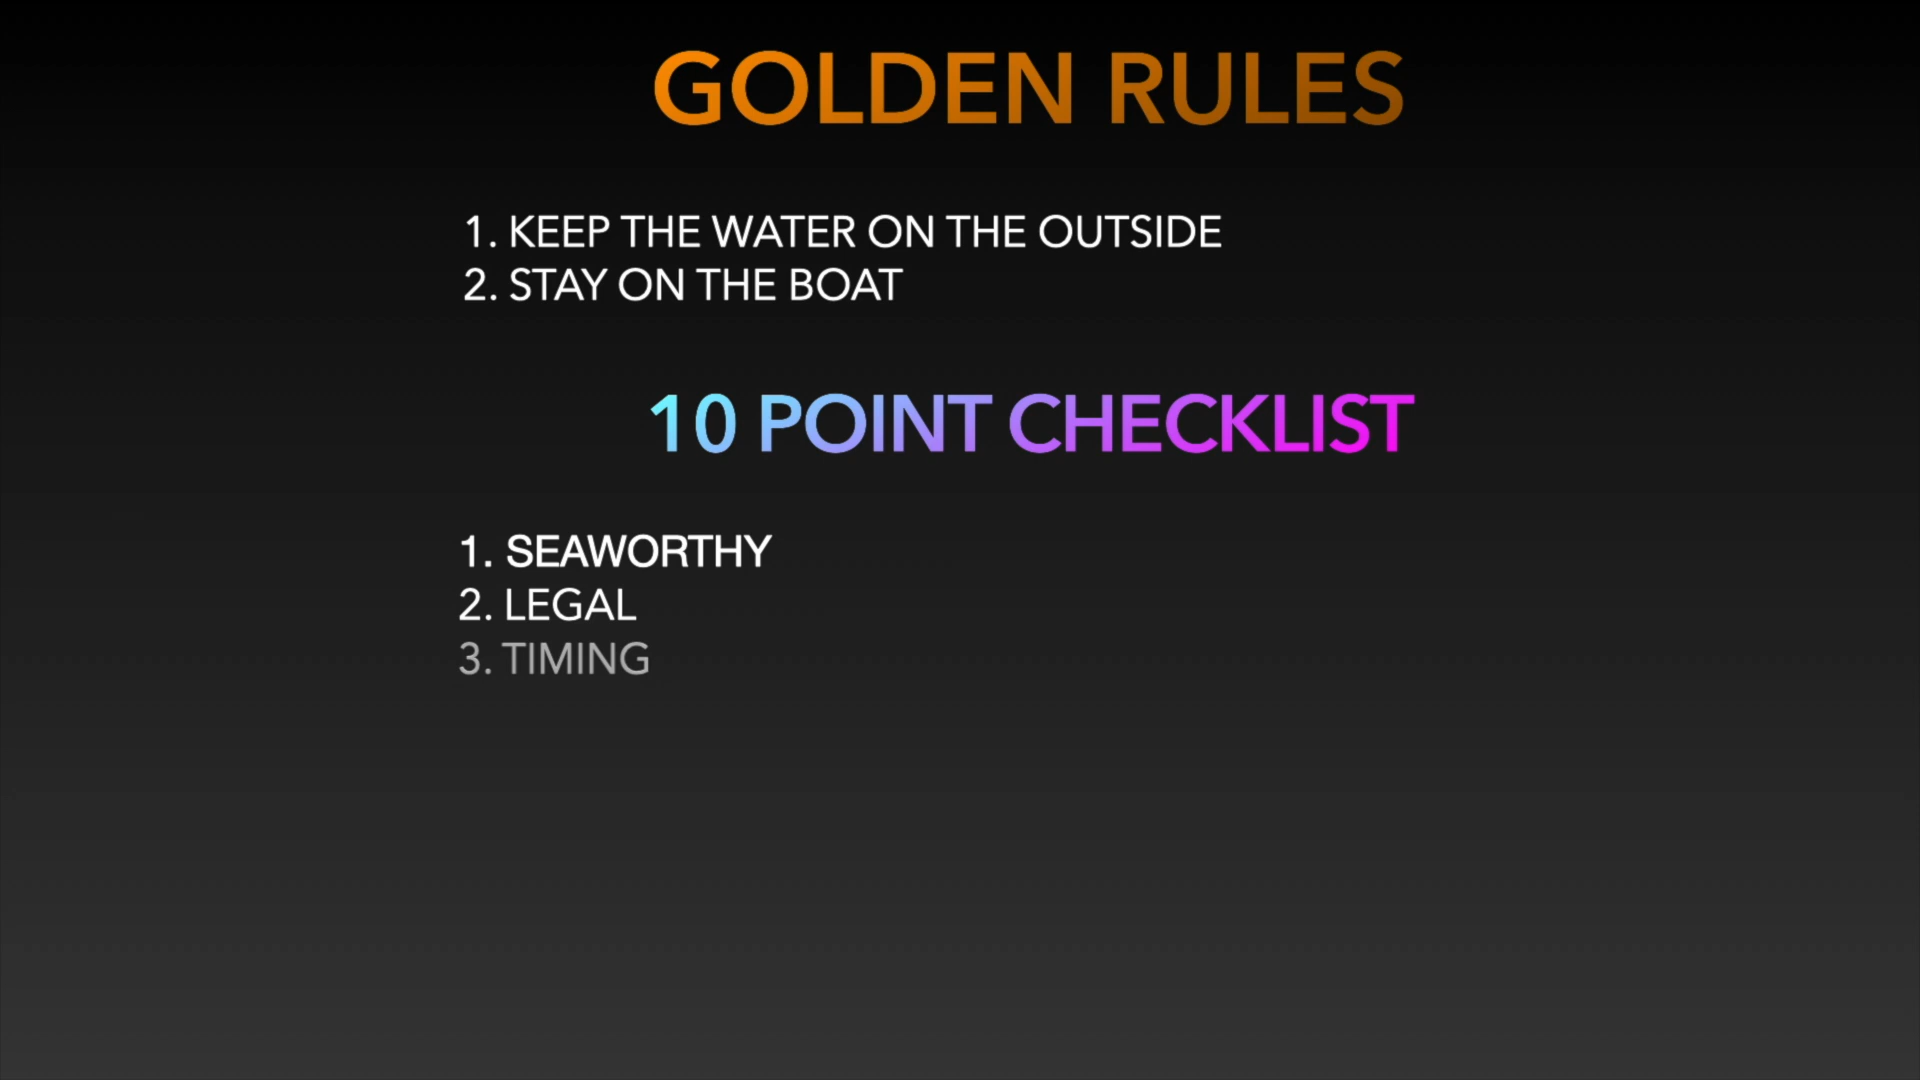 GOLDEN RULES
1. KEEP THE WATER ON THE OUTSIDE
2. STAY ON THE BOAT
10 POINT CHECKLIST
1. SEAWORTHY
2. LEGAL
3. TIMING